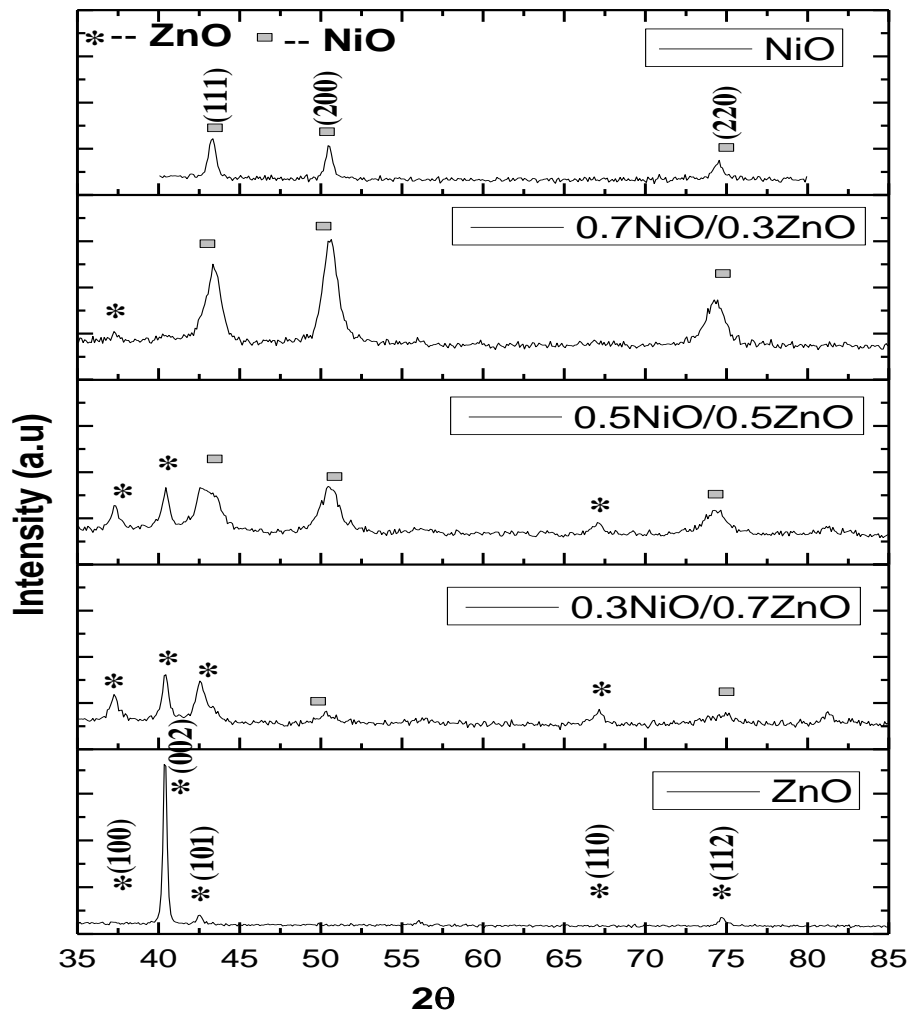 * -- ZnO -- NiO
NiO
(111) (200) (220)
0.7NiO/0.3ZnO
*
0.5NiO/0.5ZnO
* * *
0.3NiO/0.7ZnO
* * * *
ZnO
*(100) *(002) *(101) *(110) *(112)
35 40 45 50 55 60 65 70 75 80 85
2θ
Intensity (a.u)